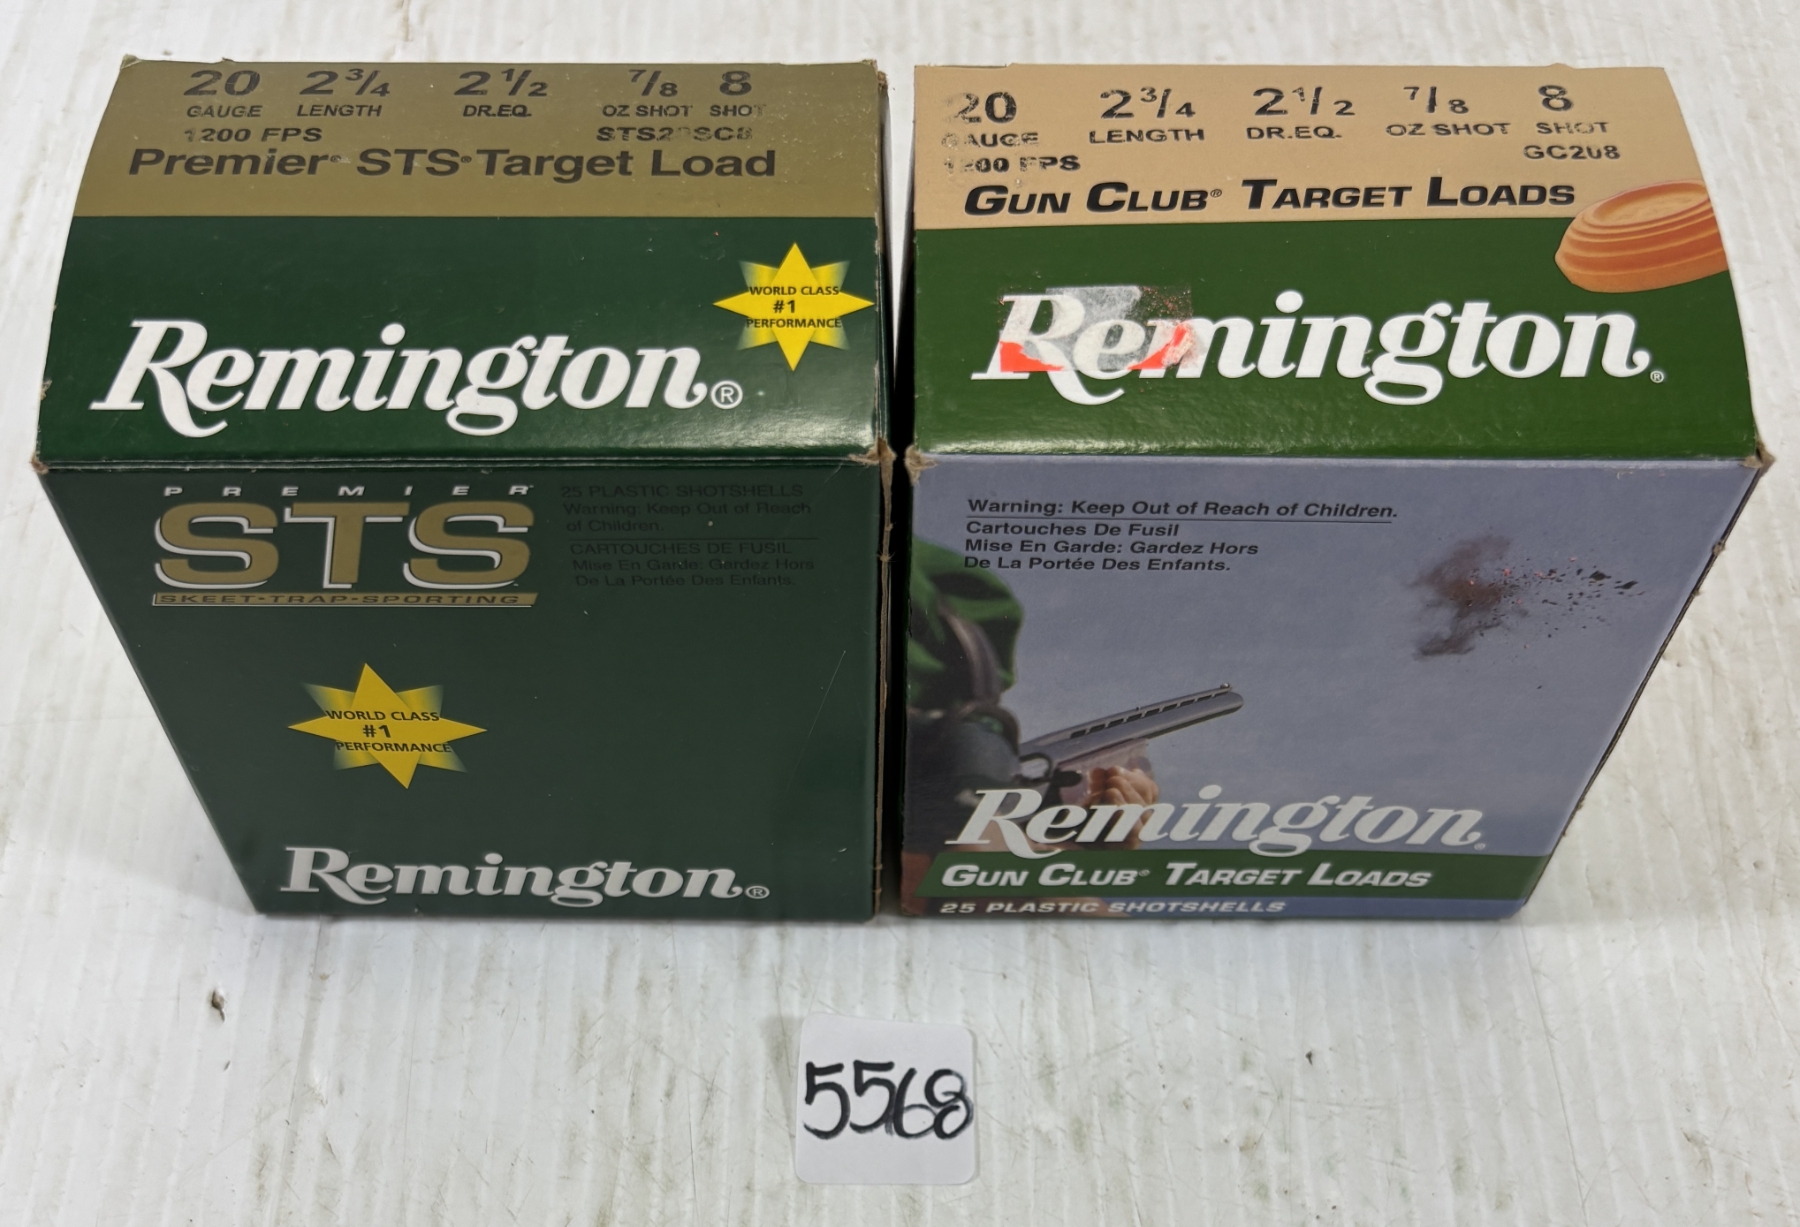 20 2 3/4 2 1/2 7/8 8
GAUGE LENGTH DR.EQ. OZ SHOT SHOT
1200 FPS
Premier® STS® Target Load
WORLD CLASS
#1
PERFORMANCE
Remington®
PREMIER
STS
SKEET-TRAP-SPORTING
25 PLASTIC SHOTSHELLS
Warning: Keep Out of Reach
of Children.
CARTOUCHES DE FUSIL
Mise En Garde: Gardez Hors
De La Portée Des Enfants.
WORLD CLASS
#1
PERFORMANCE
Remington®
20 2 3/4 2 1/2 7/8 8
GAUGE LENGTH DR.EQ. OZ SHOT SHOT
1200 FPS GC208
GUN CLUB® TARGET LOADS
Remington®
Warning: Keep Out of Reach of Children.
Cartouches De Fusil
Mise En Garde: Gardez Hors
De La Portée Des Enfants.
Remington®
GUN CLUB® TARGET LOADS
25 PLASTIC SHOTSHELLS
5568